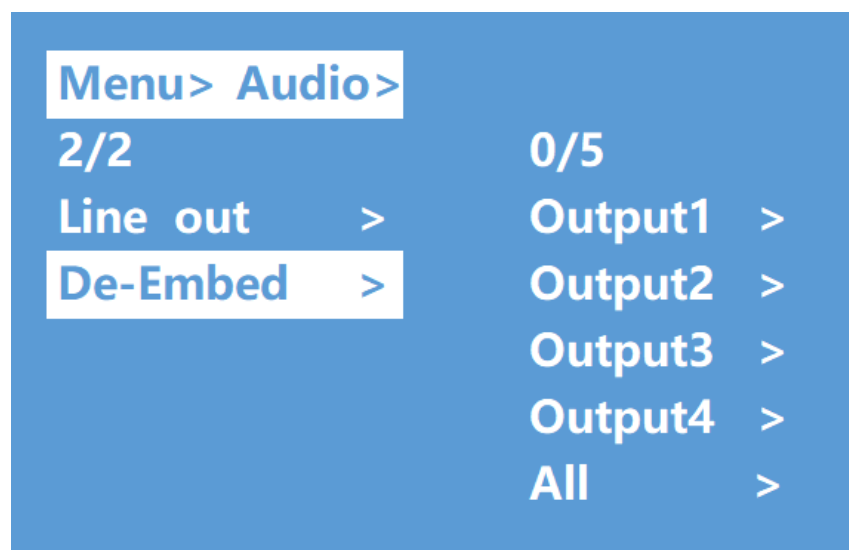 Menu> Audio>
2/2 0/5
Line out > Output1 >
De-Embed > Output2 >
Output3 >
Output4 >
All >